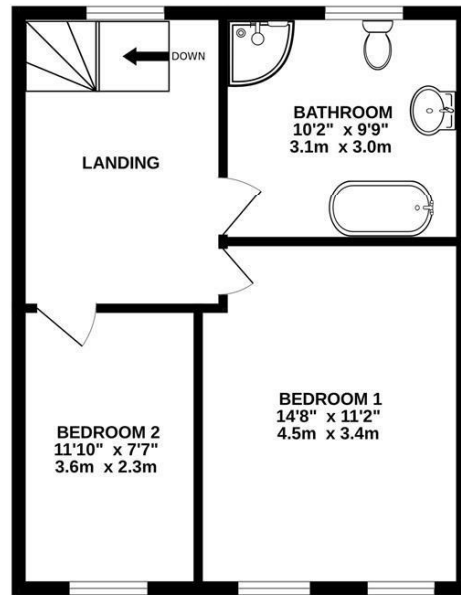 DOWN
BATHROOM
10'2" x 9'9"
3.1m x 3.0m
LANDING
BEDROOM 1
14'8" x 11'2"
4.5m x 3.4m
BEDROOM 2
11'10" x 7'7"
3.6m x 2.3m